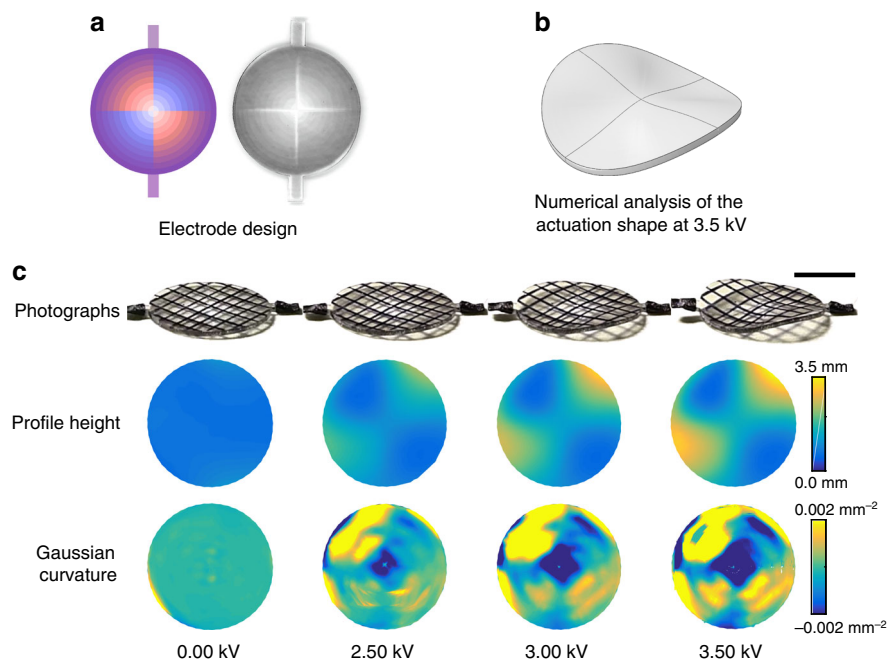 a
b
Electrode design
Numerical analysis of the
actuation shape at 3.5 kV
c
Photographs
3.5 mm
Profile height
0.0 mm
0.002 mm⁻²
Gaussian
curvature
−0.002 mm⁻²
0.00 kV
2.50 kV
3.00 kV
3.50 kV